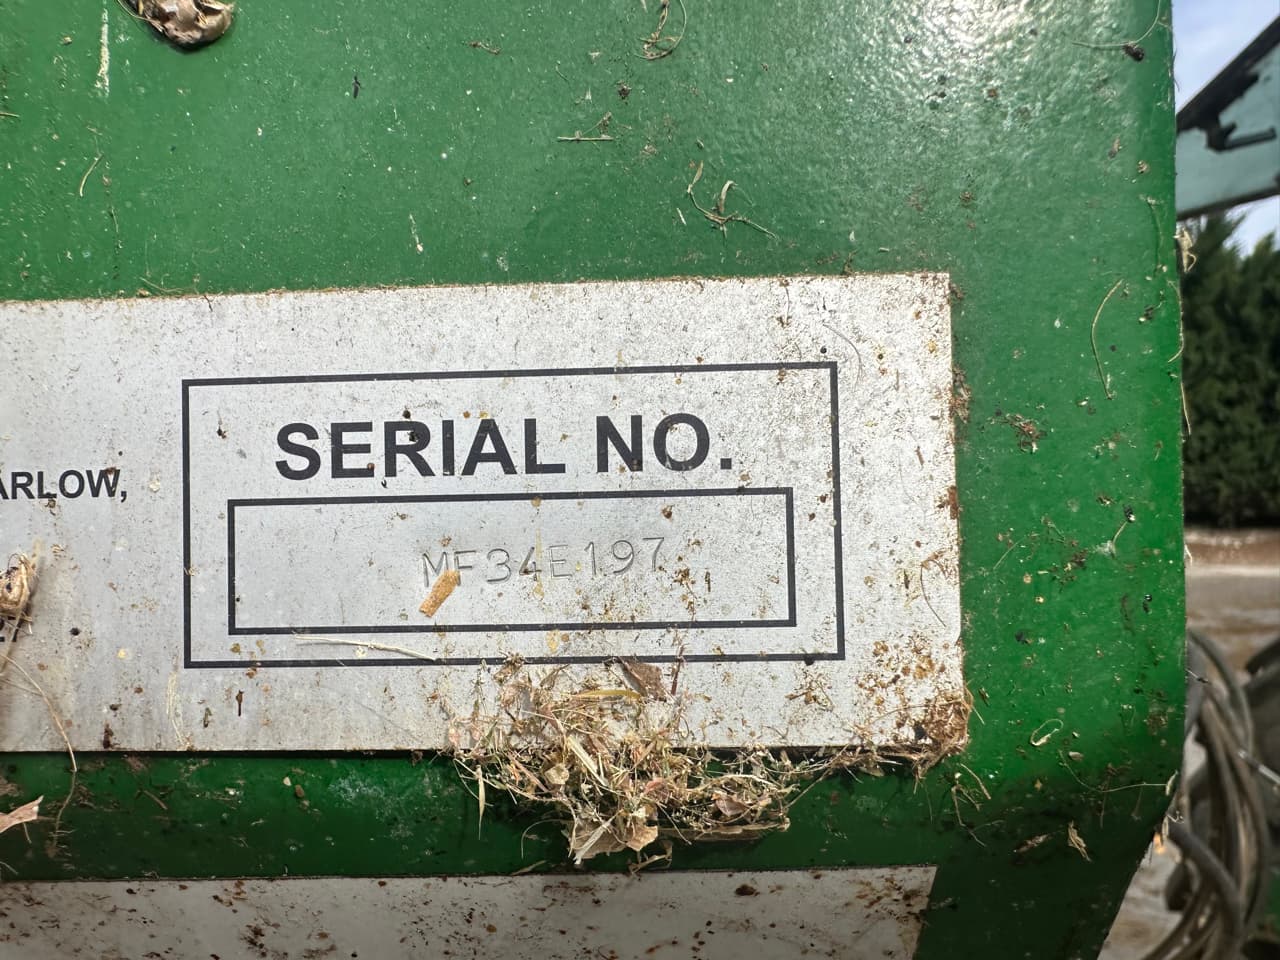 SERIAL NO.
ARLOW,
MF34E197